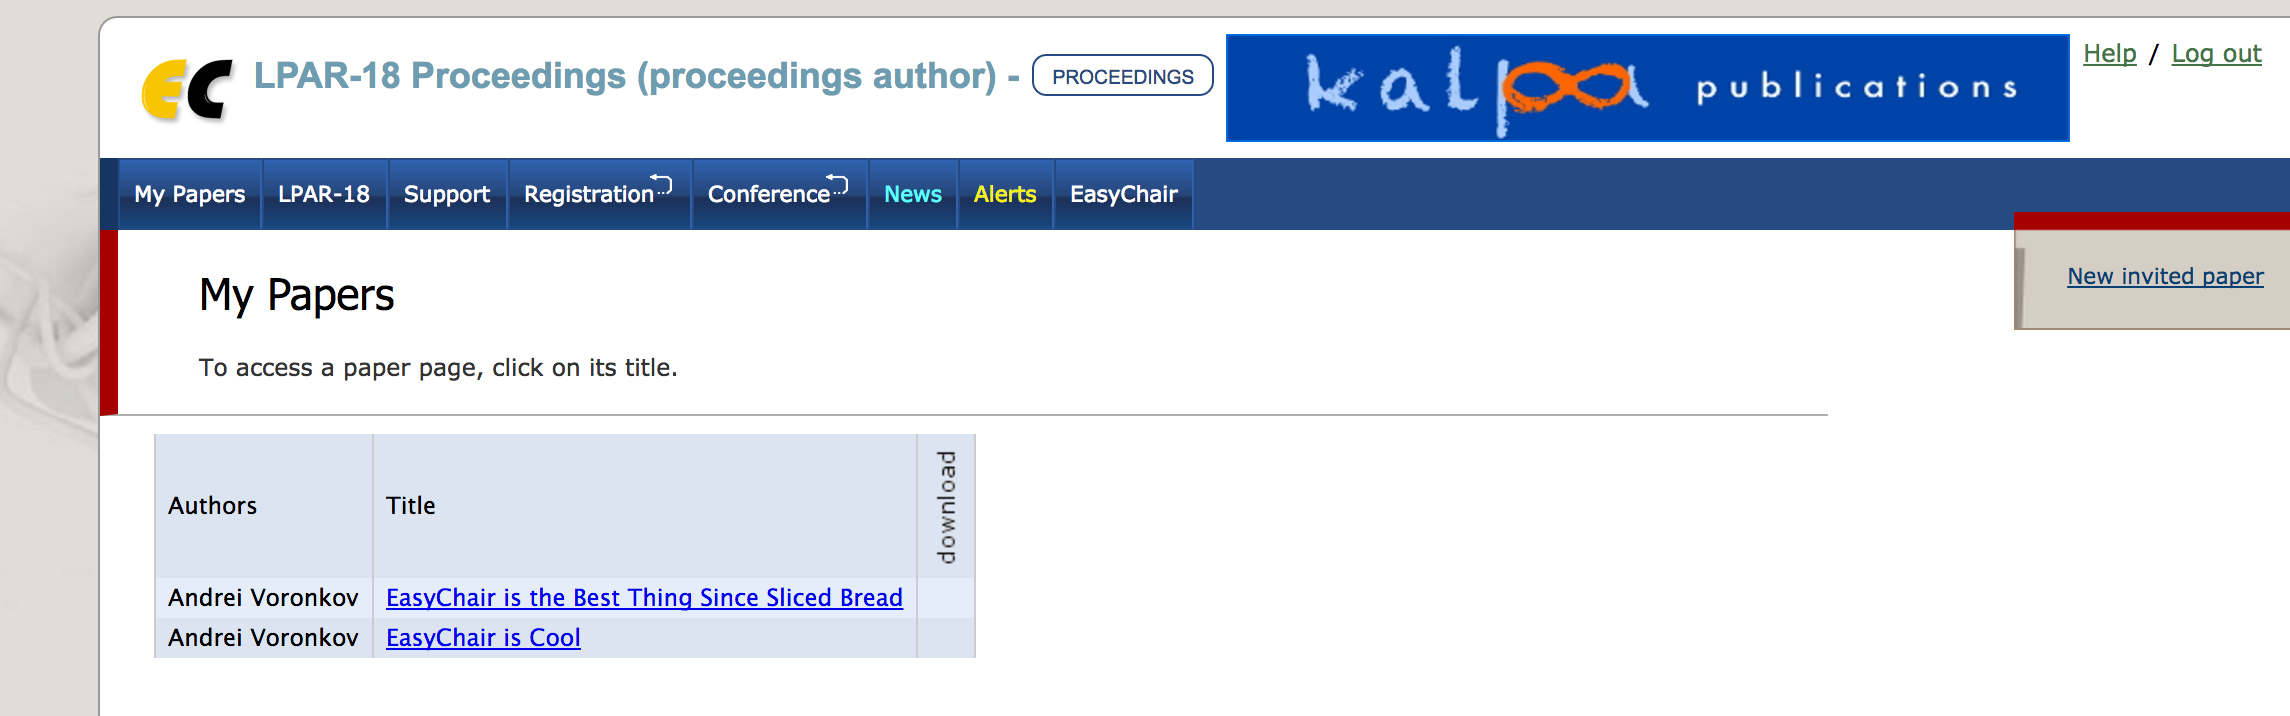 EC LPAR-18 Proceedings (proceedings author) - PROCEEDINGS kalpa publications Help / Log out
My Papers LPAR-18 Support Registration Conference News Alerts EasyChair
New invited paper
My Papers
To access a paper page, click on its title.
Authors Title download
Andrei Voronkov EasyChair is the Best Thing Since Sliced Bread
Andrei Voronkov EasyChair is Cool